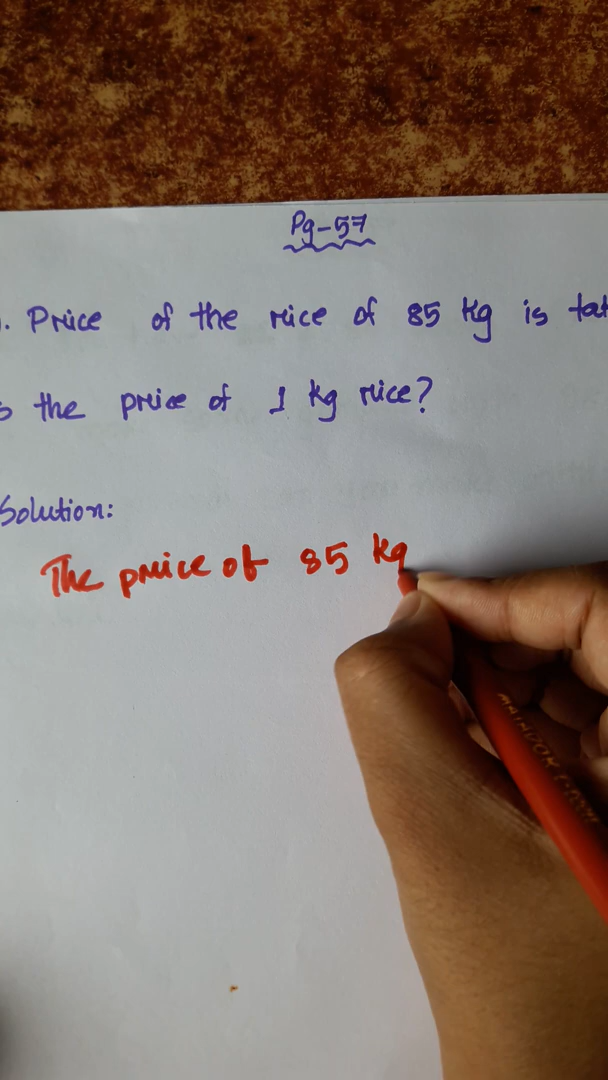 Pg-57
. Price of the rice of 85 kg is
the price of 1 kg rice?
Solution:
The price of 85 kg